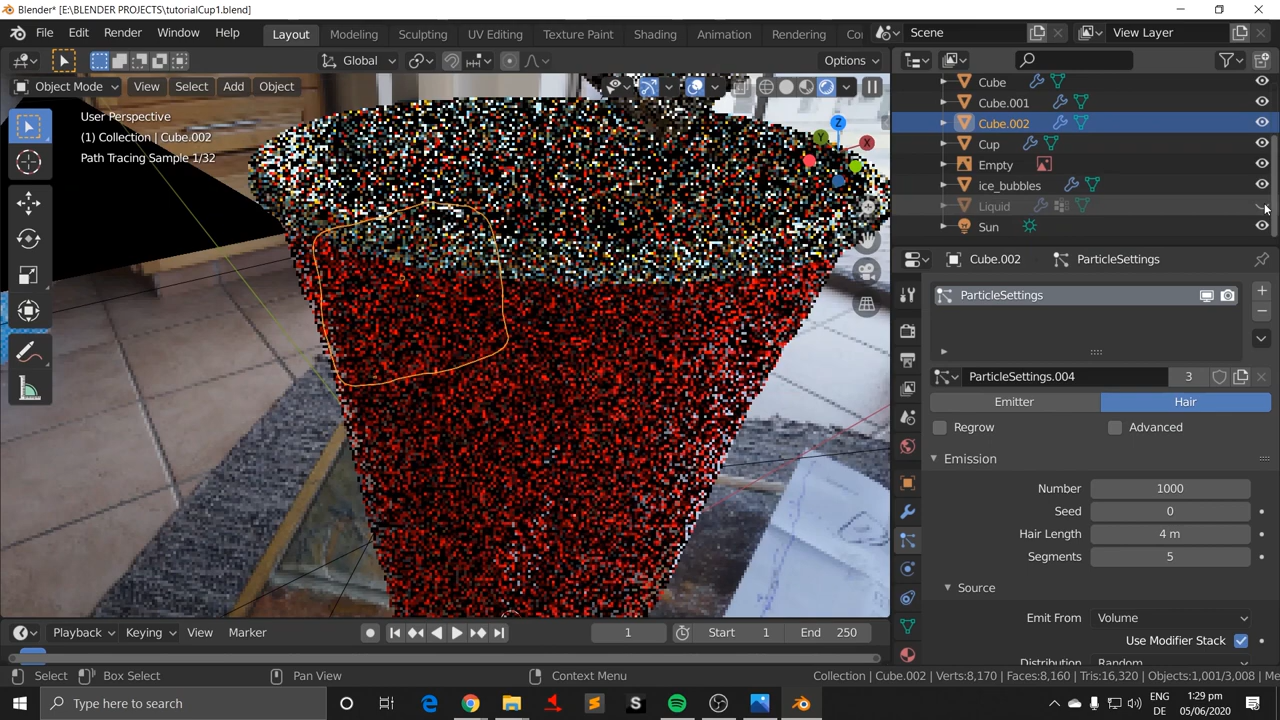 Blender* [E:\BLENDER PROJECTS\tutorialCup1.blend]
File Edit Render Window Help
Layout Modeling Sculpting UV Editing Texture Paint Shading Animation Rendering Co
Scene
View Layer
Global
Options
Object Mode View Select Add Object
User Perspective
(1) Collection | Cube.002
Path Tracing Sample 1/32
Z
Y
X
Cube
Cube.001
Cube.002
Cup
Empty
ice_bubbles
Liquid
Sun
Cube.002 ParticleSettings
ParticleSettings
ParticleSettings.004 3
Emitter Hair
Regrow Advanced
Emission
Number 1000
Seed 0
Hair Length 4 m
Segments 5
Source
Emit From Volume
Use Modifier Stack
Distribution Random
Playback Keying View Marker
1 Start 1 End 250
Select Box Select Pan View Context Menu
Collection | Cube.002 | Verts:8,170 | Faces:8,160 | Tris:16,320 | Objects:1,001/3,008 | Me
Type here to search
ENG
DE
1:29 pm
05/06/2020